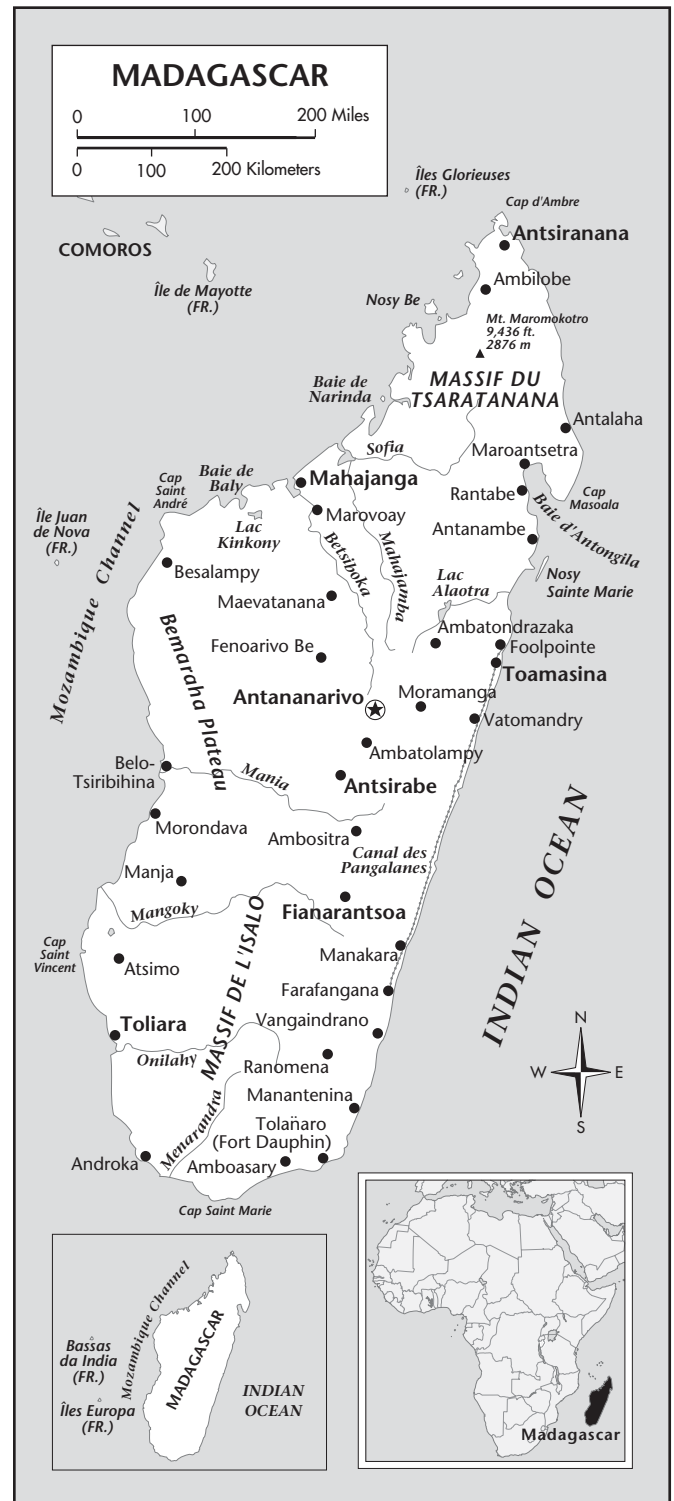 MADAGASCAR
0 100 200 Miles
0 100 200 Kilometers
Îles Glorieuses
(FR.)
Cap d'Ambre
Antsiranana
COMOROS
Ambilobe
Île de Mayotte
(FR.)
Nosy Be
Mt. Maromokotro
9,436 ft.
2876 m
MASSIF DU
TSARATANANA
Baie de
Narinda
Antalaha
Sofia
Maroantsetra
Baie de
Baly
Mahajanga
Cap
Saint
André
Rantabe
Cap
Masoala
Île Juan
de Nova
(FR.)
Marovoay
Lac
Kinkony
Antanambe
Baie d'Antongila
Mozambique Channel
Betsiboka
Mahajamba
Besalampy
Lac
Alaotra
Nosy
Sainte Marie
Maevatanana
Bemaraha Plateau
Ambatondrazaka
Foolpointe
Fenoarivo Be
Toamasina
Antananarivo
Moramanga
Vatomandry
Ambatolampy
Belo-
Tsiribihina
Mania
Antsirabe
Morondava
Ambositra
Canal des
Pangalanes
INDIAN OCEAN
Manja
Mangoky
Fianarantsoa
Cap
Saint
Vincent
Manakara
Atsimo
MASSIF DE L'ISALO
Farafangana
Toliara
Vangaindrano
N
Onilahy
Ranomena
W E
Menarandra
Manantenina
S
Tolañaro
(Fort Dauphin)
Androka
Amboasary
Cap Saint Marie
Mozambique Channel
MADAGASCAR
Bassas
da India
(FR.)
Îles Europa
(FR.)
INDIAN
OCEAN
Madagascar